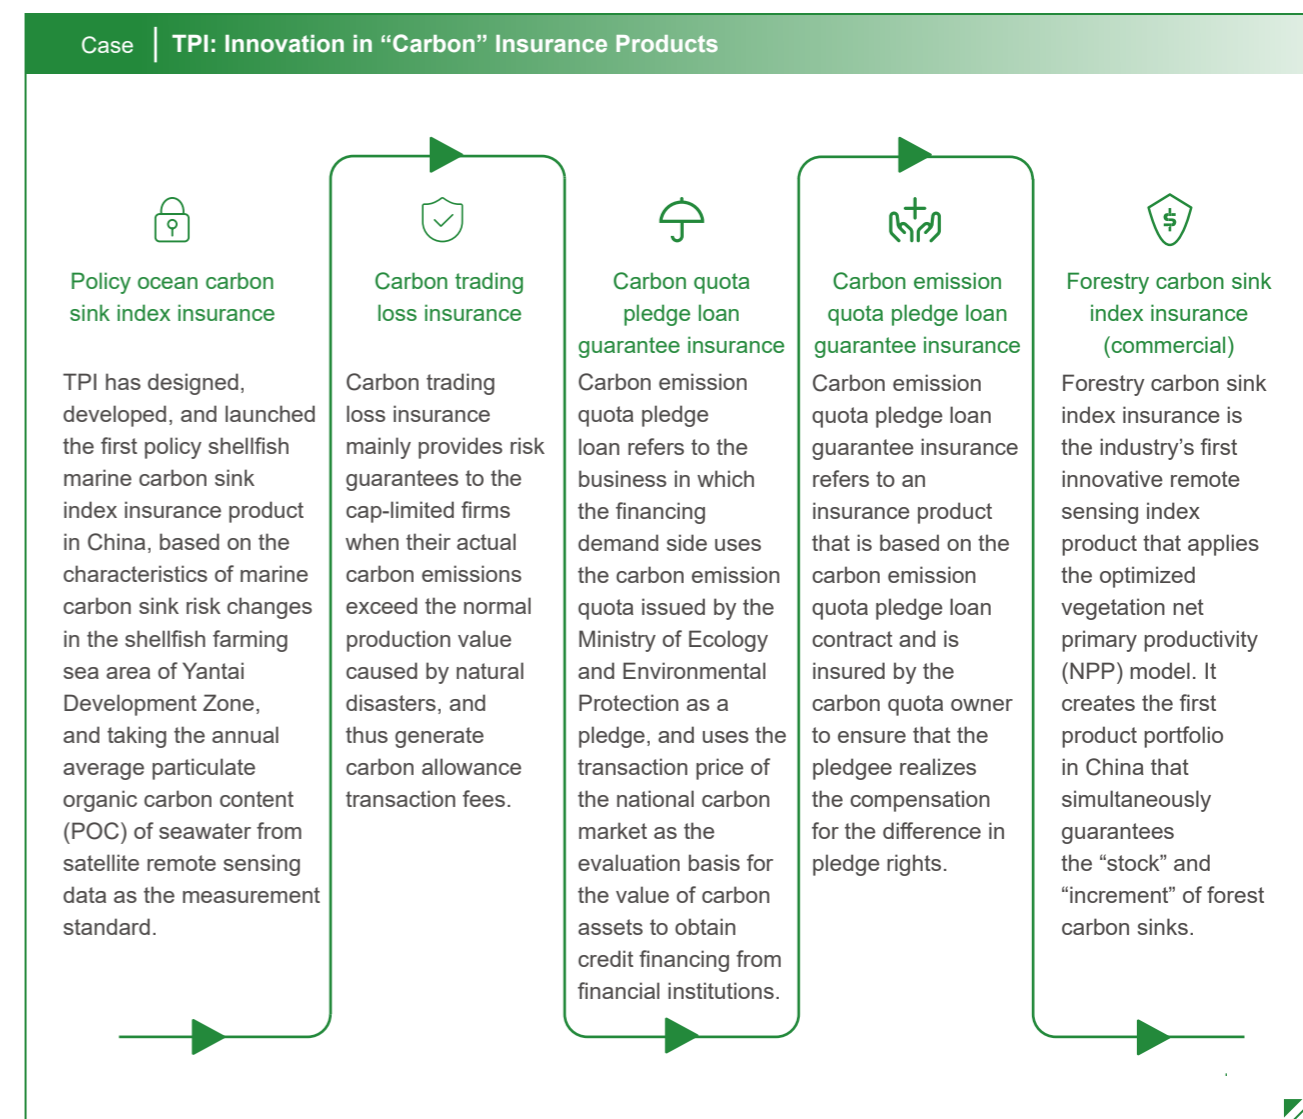 Case
TPI: Innovation in “Carbon” Insurance Products
Policy ocean carbon
sink index insurance
TPI has designed,
developed, and launched
the first policy shellfish
marine carbon sink
index insurance product
in China, based on the
characteristics of marine
carbon sink risk changes
in the shellfish farming
sea area of Yantai
Development Zone,
and taking the annual
average particulate
organic carbon content
(POC) of seawater from
satellite remote sensing
data as the measurement
standard.
Carbon trading
loss insurance
Carbon trading
loss insurance
mainly provides risk
guarantees to the
cap-limited firms
when their actual
carbon emissions
exceed the normal
production value
caused by natural
disasters, and
thus generate
carbon allowance
transaction fees.
Carbon quota
pledge loan
guarantee insurance
Carbon emission
quota pledge
loan refers to the
business in which
the financing
demand side uses
the carbon emission
quota issued by the
Ministry of Ecology
and Environmental
Protection as a
pledge, and uses the
transaction price of
the national carbon
market as the
evaluation basis for
the value of carbon
assets to obtain
credit financing from
financial institutions.
Carbon emission
quota pledge loan
guarantee insurance
Carbon emission
quota pledge loan
guarantee insurance
refers to an
insurance product
that is based on the
carbon emission
quota pledge loan
contract and is
insured by the
carbon quota owner
to ensure that the
pledgee realizes
the compensation
for the difference in
pledge rights.
Forestry carbon sink
index insurance
(commercial)
Forestry carbon sink
index insurance is
the industry’s first
innovative remote
sensing index
product that applies
the optimized
vegetation net
primary productivity
(NPP) model. It
creates the first
product portfolio
in China that
simultaneously
guarantees
the “stock” and
“increment” of forest
carbon sinks.